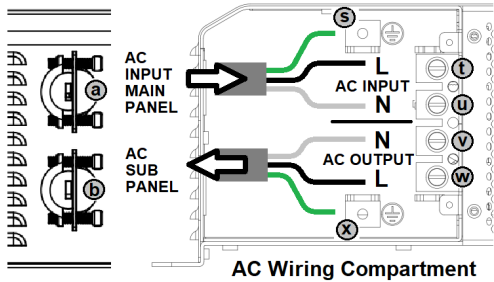 AC
INPUT
MAIN
PANEL
a
AC
SUB
PANEL
b
s
L
AC INPUT
N
N
AC OUTPUT
L
t
u
v
w
x
AC Wiring Compartment